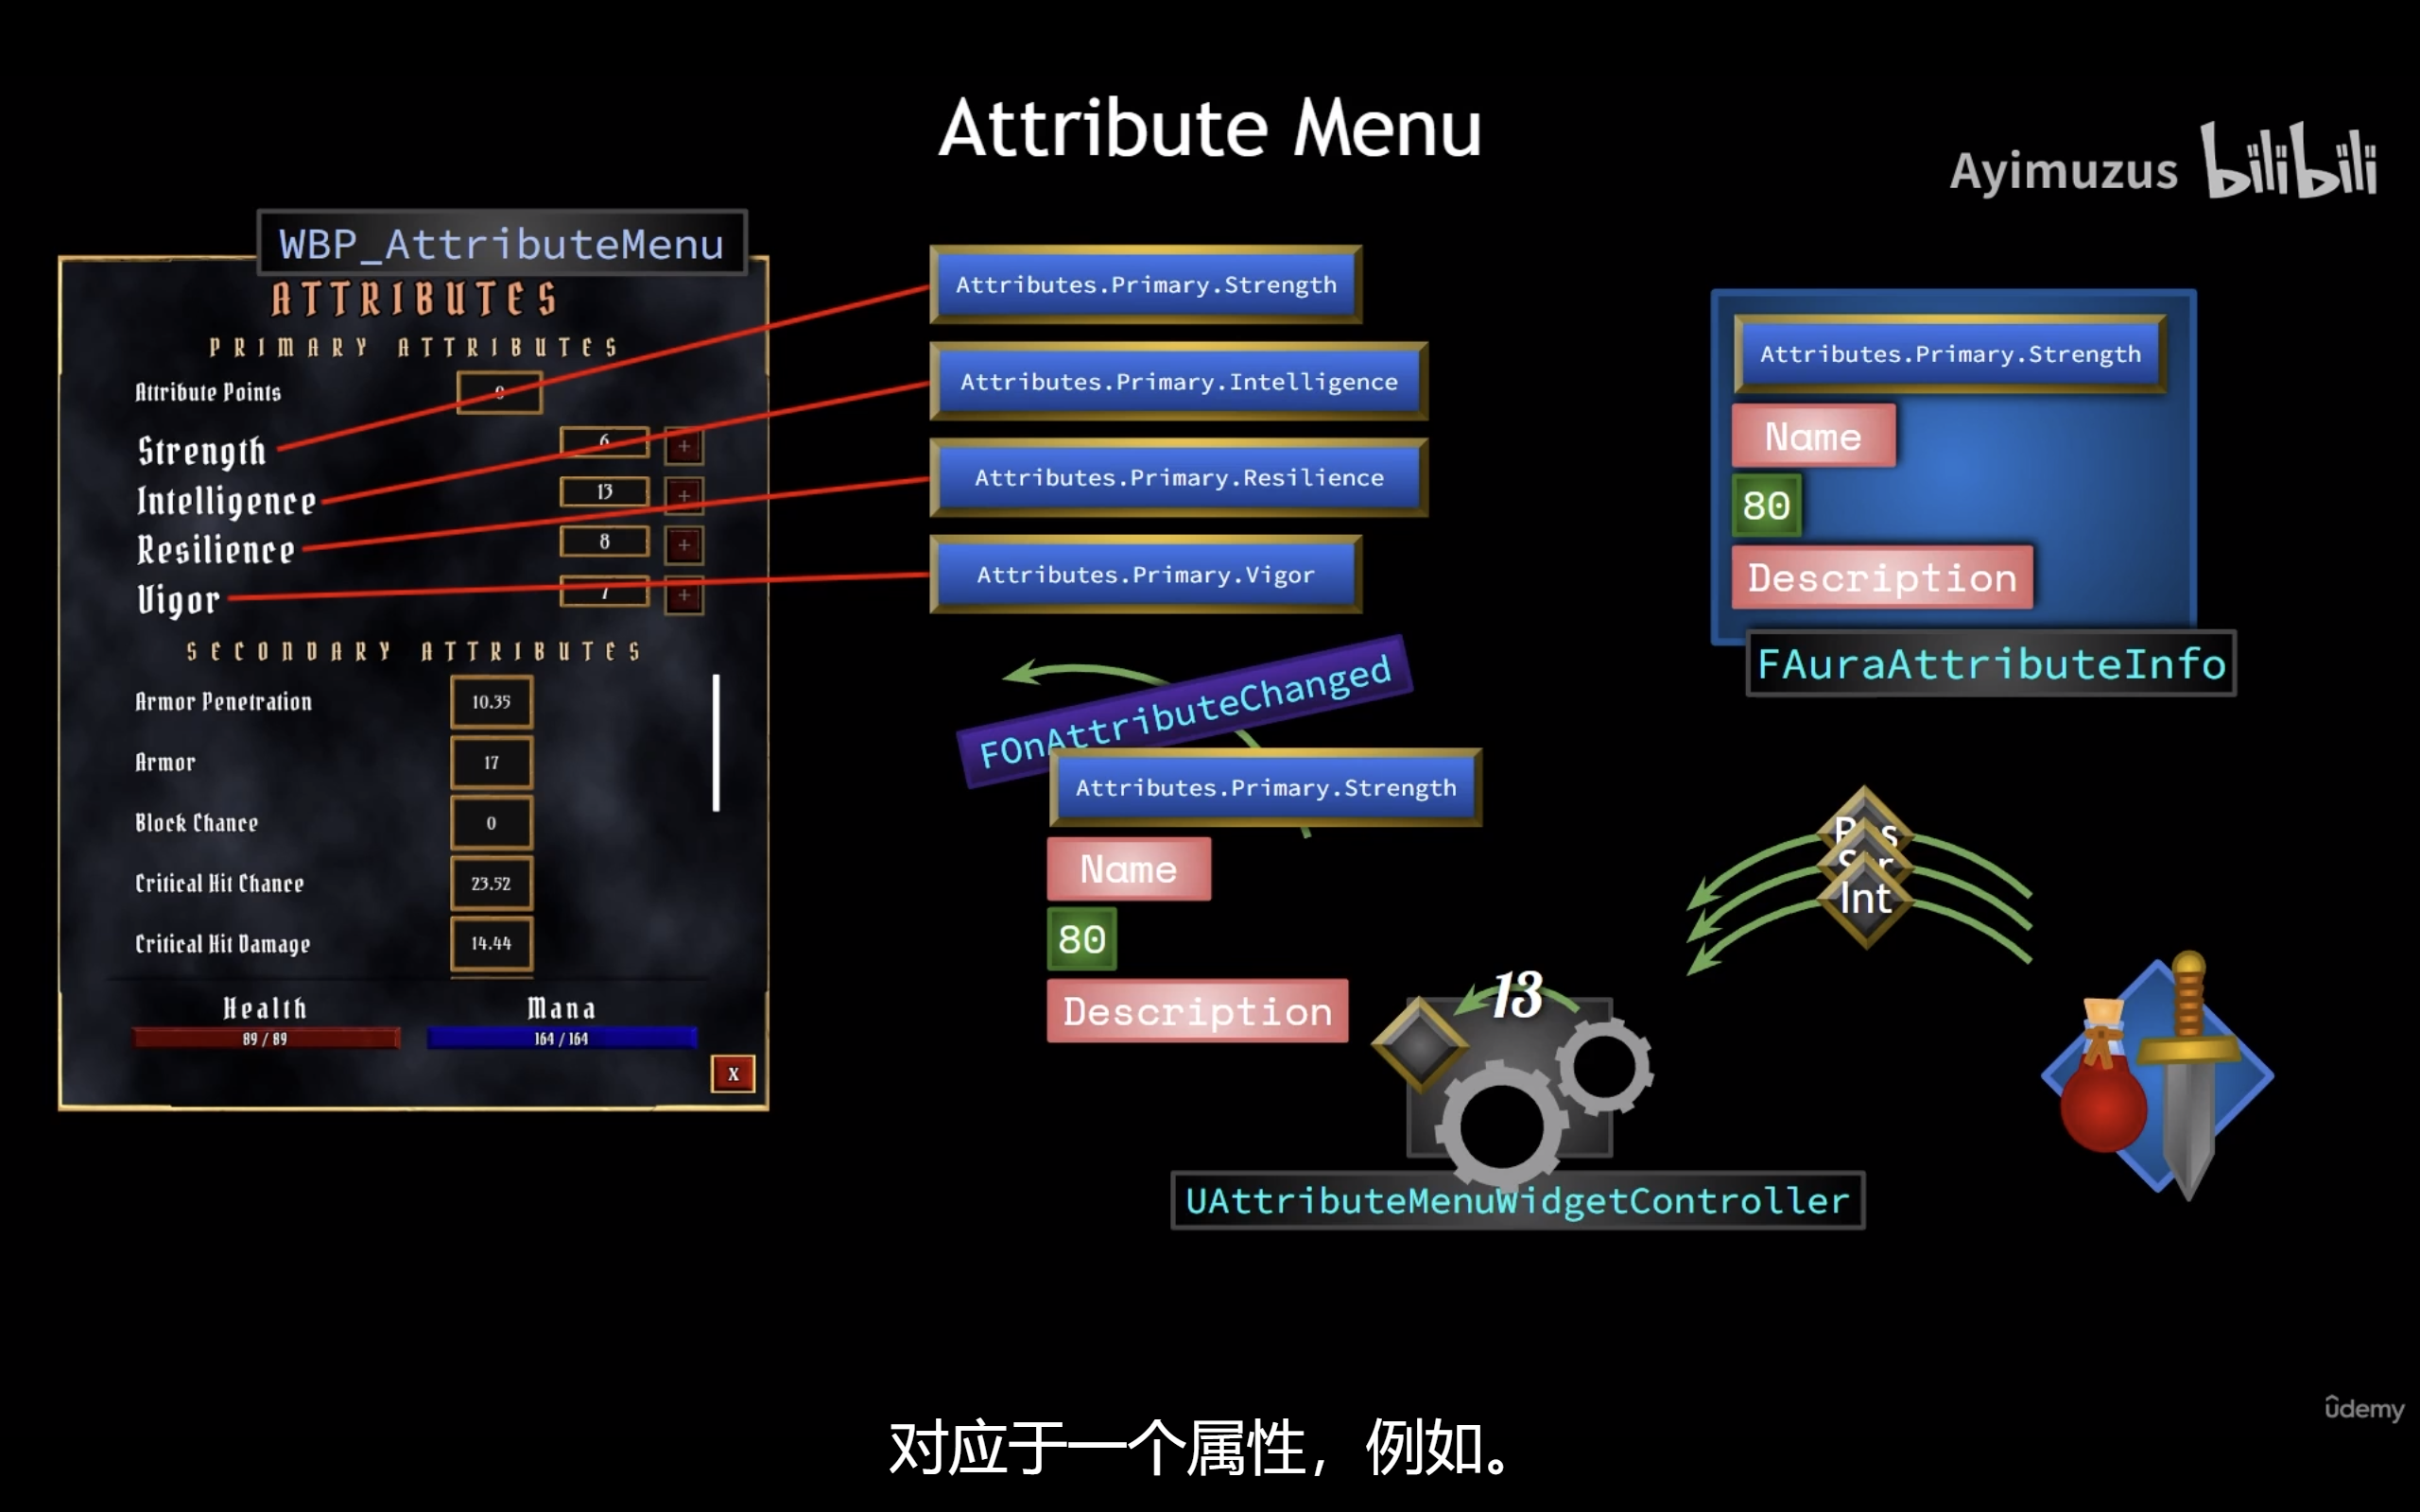 Attribute Menu
Ayimuzus bilibili
WBP_AttributeMenu
ATTRIBUTES
PRIMARY ATTRIBUTES
Attribute Points
0
Strength
6
+
Intelligence
13
+
Resilience
8
+
Vigor
7
+
SECONDARY ATTRIBUTES
Armor Penetration
10.35
Armor
17
Block Chance
0
Critical Hit Chance
23.52
Critical Hit Damage
14.44
Health
Mana
89 / 89
164 / 164
X
Attributes.Primary.Strength
Attributes.Primary.Intelligence
Attributes.Primary.Resilience
Attributes.Primary.Vigor
FOnAttributeChanged
Attributes.Primary.Strength
Name
80
Description
13
UAttributeMenuWidgetController
Attributes.Primary.Strength
Name
80
Description
FAuraAttributeInfo
Int
udemy
对应于一个属性，例如。